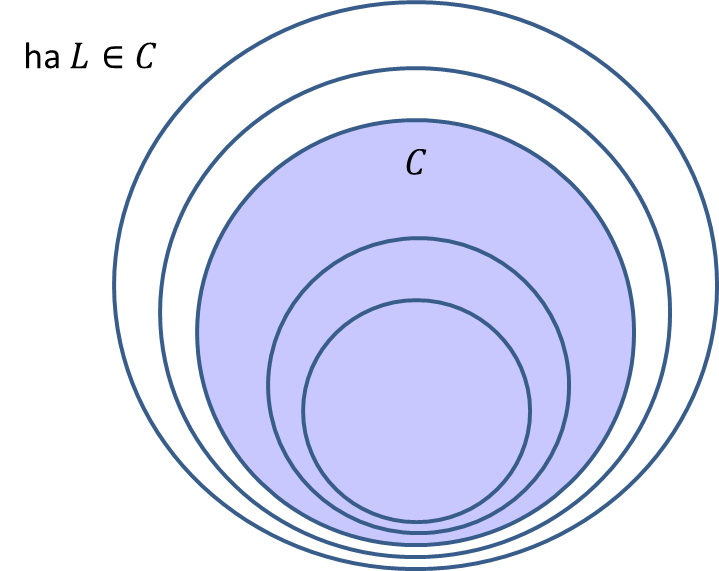 ha 𝐿 ∈ 𝐶
𝐶